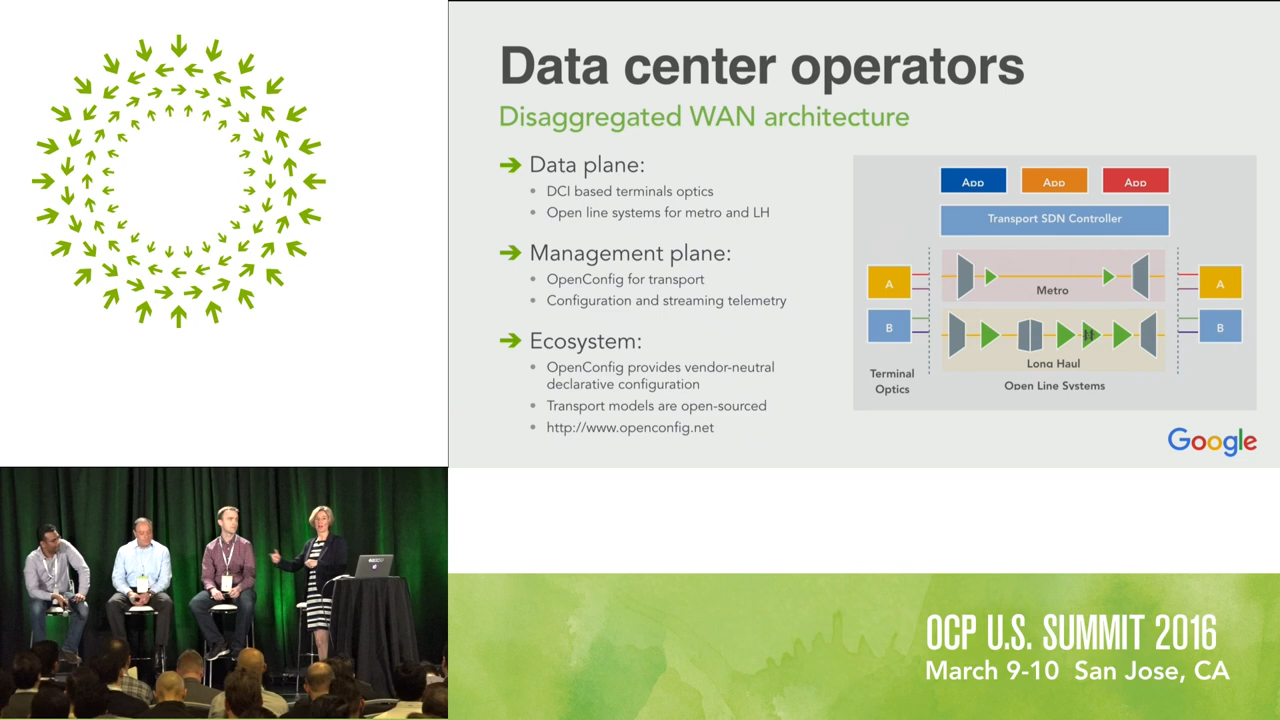 Data center operators
Disaggregated WAN architecture
Data plane:
DCI based terminals optics
Open line systems for metro and LH
Management plane:
OpenConfig for transport
Configuration and streaming telemetry
Ecosystem:
OpenConfig provides vendor-neutral
declarative configuration
Transport models are open-sourced
http://www.openconfig.net
App
App
App
Transport SDN Controller
A
Metro
A
B
B
Long Haul
Terminal
Optics
Open Line Systems
Google
OCP U.S. SUMMIT 2016
March 9-10 San Jose, CA